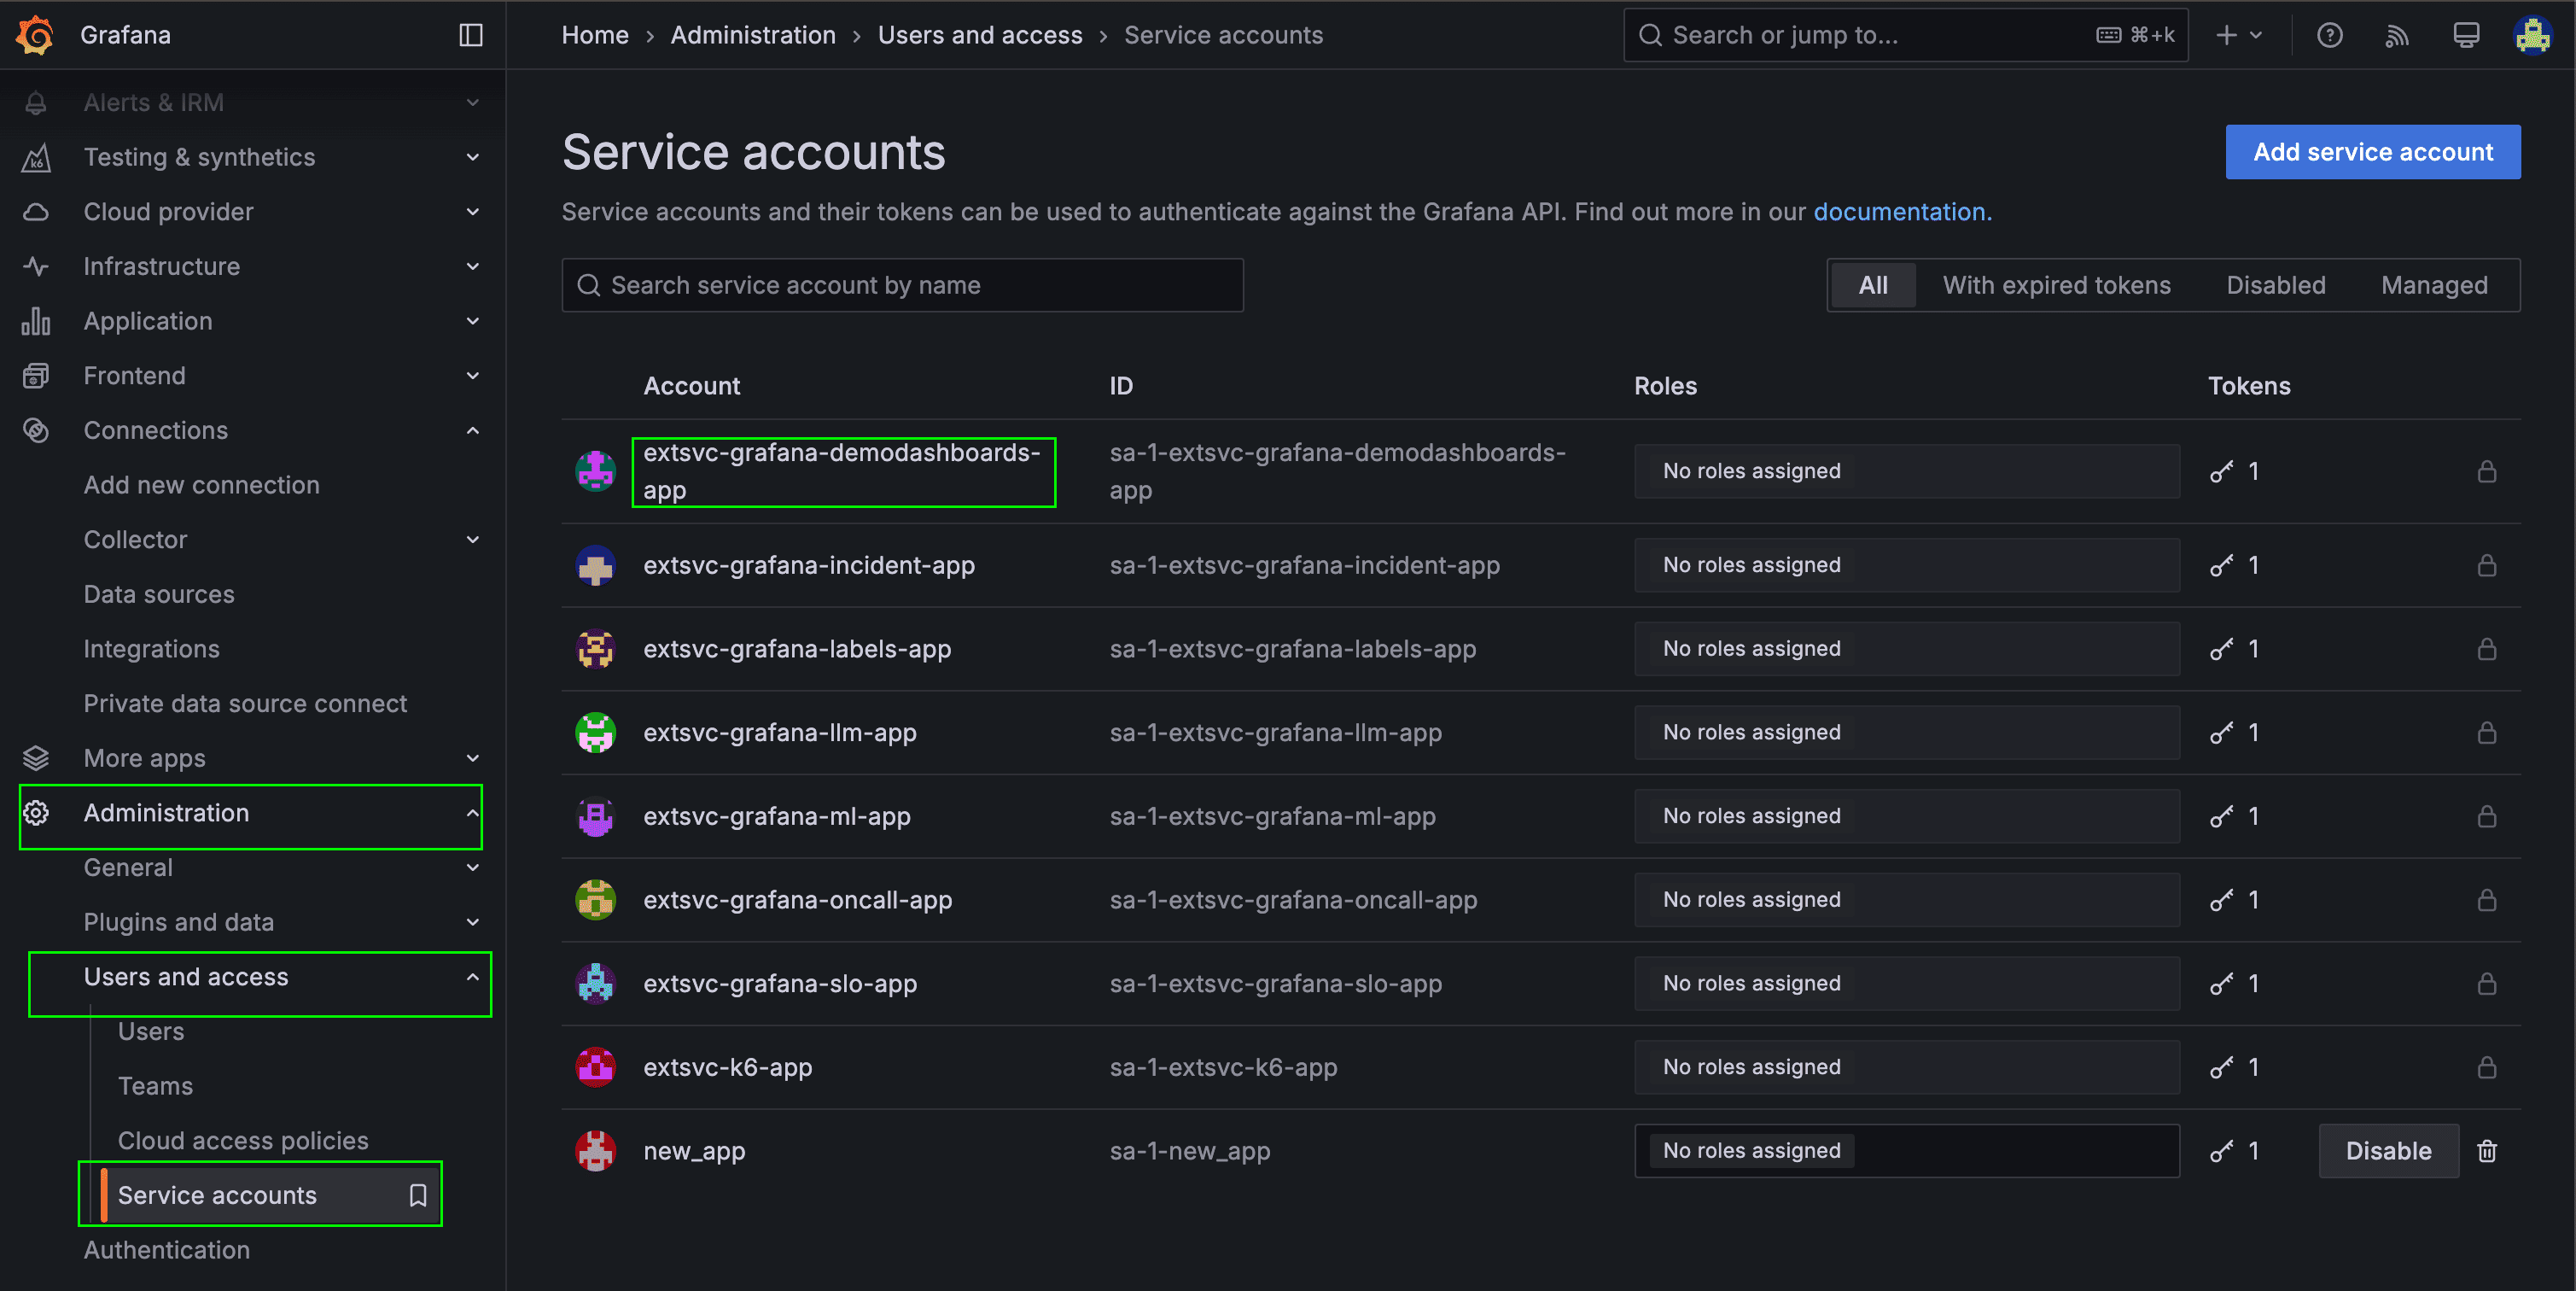 Grafana
Home › Administration › Users and access › Service accounts
Search or jump to...
⌘+k
Alerts & IRM
Testing & synthetics
Cloud provider
Infrastructure
Application
Frontend
Connections
Add new connection
Collector
Data sources
Integrations
Private data source connect
More apps
Administration
General
Plugins and data
Users and access
Users
Teams
Cloud access policies
Service accounts
Authentication
Service accounts
Add service account
Service accounts and their tokens can be used to authenticate against the Grafana API. Find out more in our documentation.
Search service account by name
All With expired tokens Disabled Managed
Account ID Roles Tokens
extsvc-grafana-demodashboards-
app
sa-1-extsvc-grafana-demodashboards-
app
No roles assigned 1
extsvc-grafana-incident-app sa-1-extsvc-grafana-incident-app No roles assigned 1
extsvc-grafana-labels-app sa-1-extsvc-grafana-labels-app No roles assigned 1
extsvc-grafana-llm-app sa-1-extsvc-grafana-llm-app No roles assigned 1
extsvc-grafana-ml-app sa-1-extsvc-grafana-ml-app No roles assigned 1
extsvc-grafana-oncall-app sa-1-extsvc-grafana-oncall-app No roles assigned 1
extsvc-grafana-slo-app sa-1-extsvc-grafana-slo-app No roles assigned 1
extsvc-k6-app sa-1-extsvc-k6-app No roles assigned 1
new_app sa-1-new_app No roles assigned 1 Disable